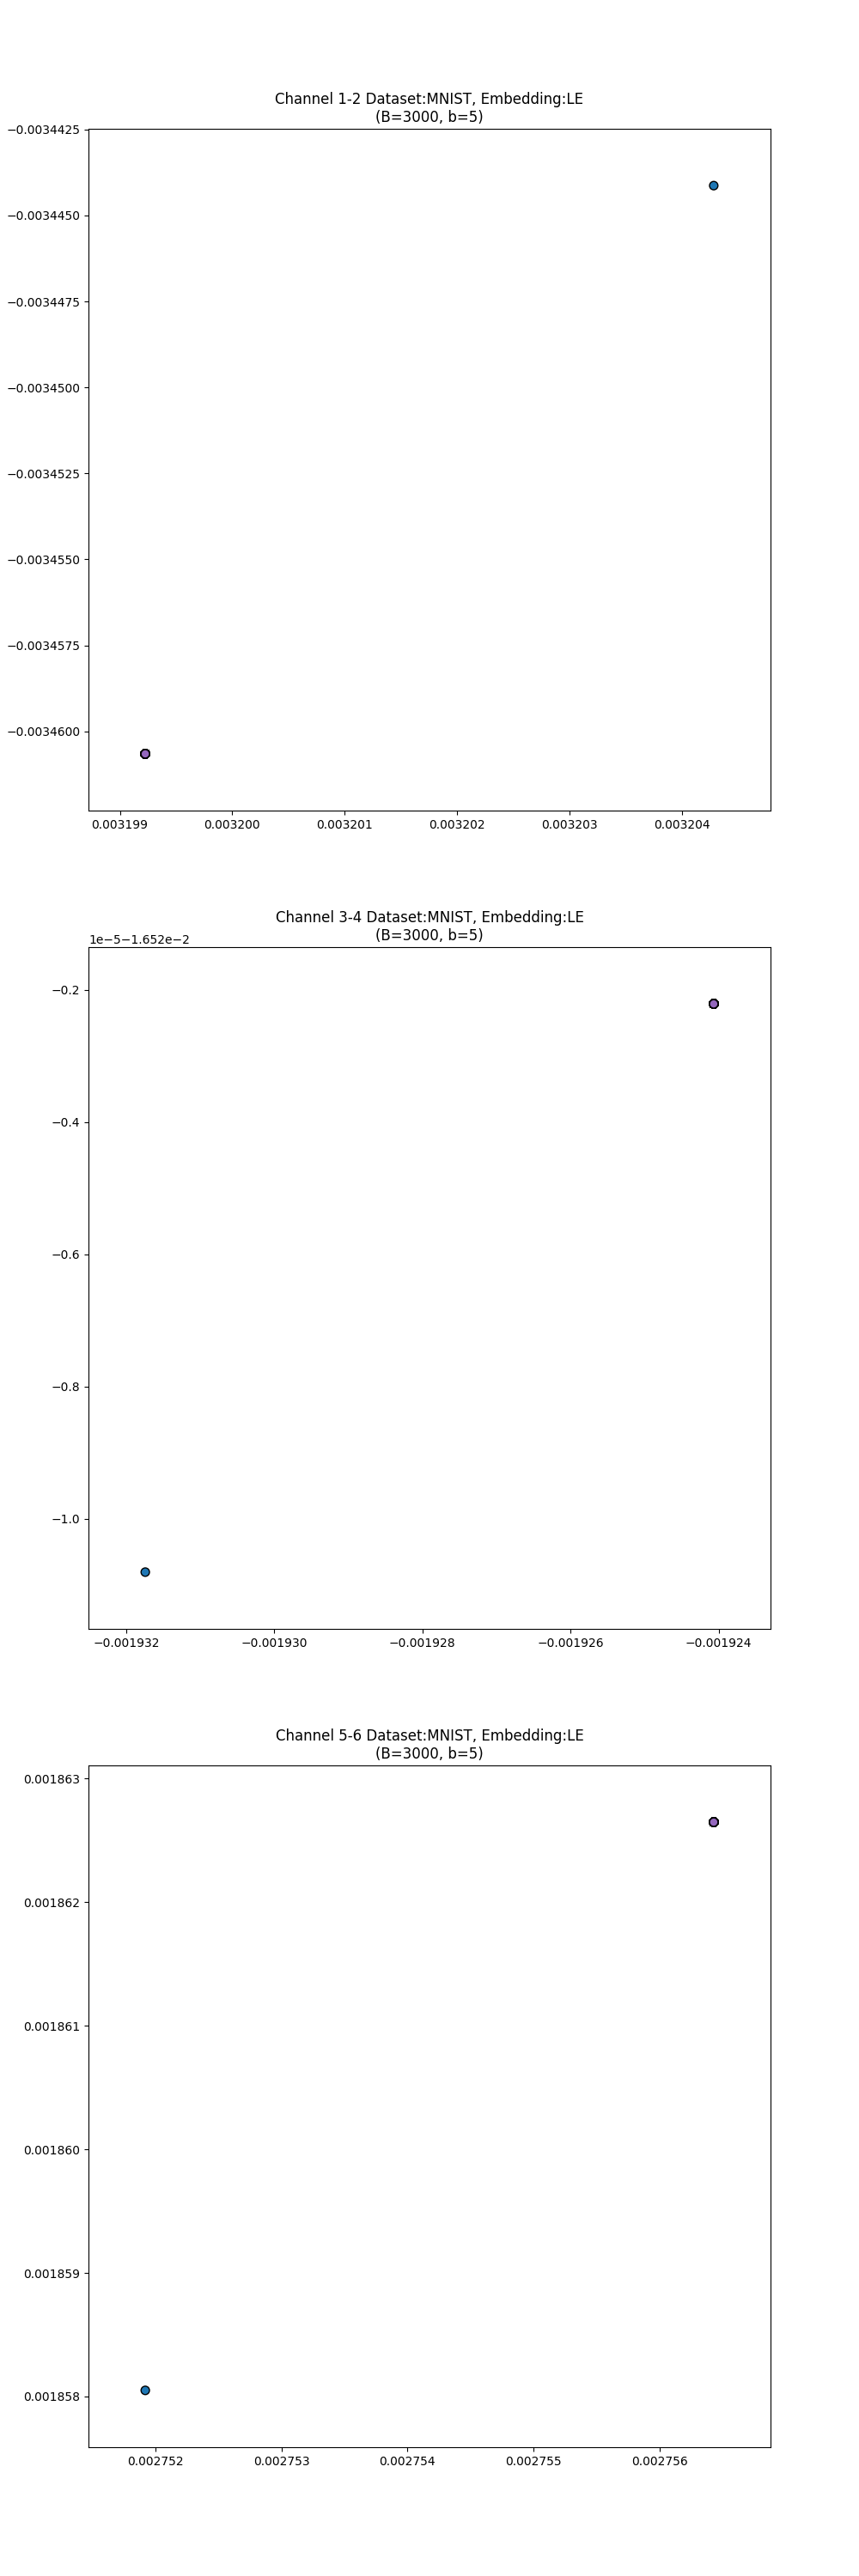 Channel 1-2 Dataset:MNIST, Embedding:LE
(B=3000, b=5)
−0.0034425
−0.0034450
−0.0034475
−0.0034500
−0.0034525
−0.0034550
−0.0034575
−0.0034600
0.003199 0.003200 0.003201 0.003202 0.003203 0.003204
Channel 3-4 Dataset:MNIST, Embedding:LE
(B=3000, b=5)
1e−5−1.652e−2
−0.2
−0.4
−0.6
−0.8
−1.0
−0.001932 −0.001930 −0.001928 −0.001926 −0.001924
Channel 5-6 Dataset:MNIST, Embedding:LE
(B=3000, b=5)
0.001863
0.001862
0.001861
0.001860
0.001859
0.001858
0.002752 0.002753 0.002754 0.002755 0.002756